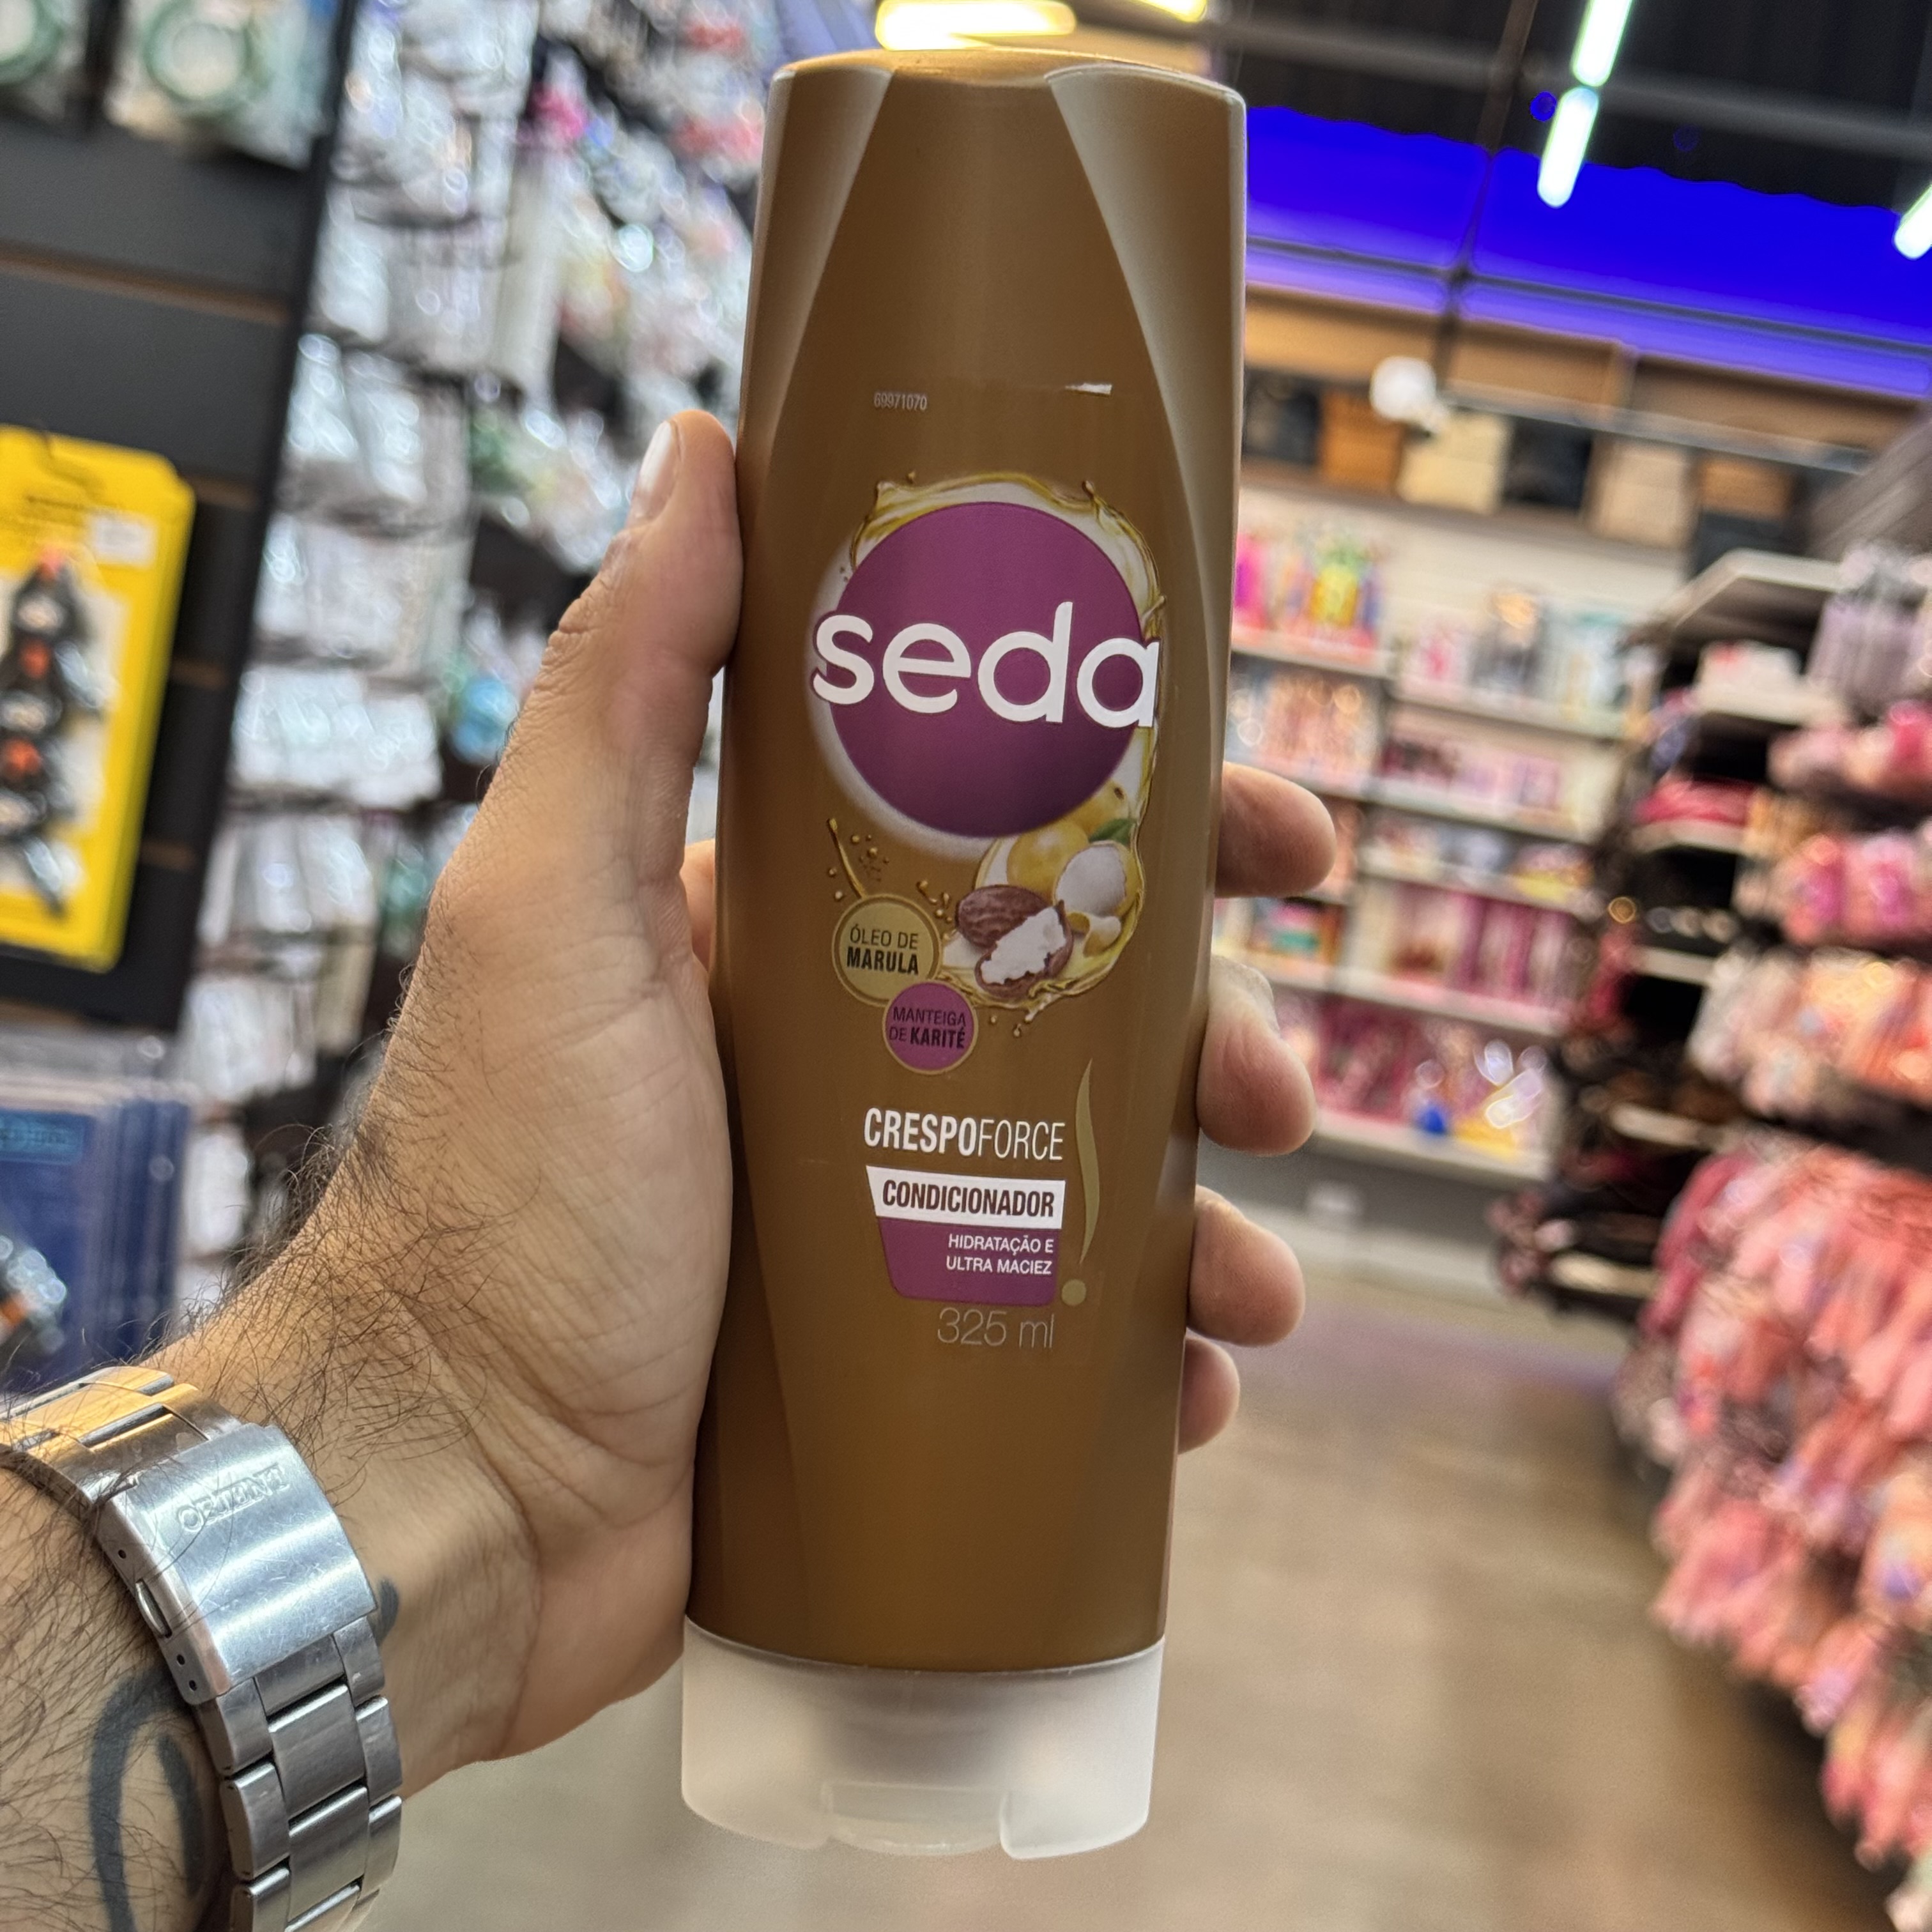 69971070
seda
ÓLEO DE
MARULA
MANTEIGA
DE KARITÉ
CRESPOFORCE
CONDICIONADOR
HIDRATAÇÃO E
ULTRA MACIEZ
325 ml
ORIENT